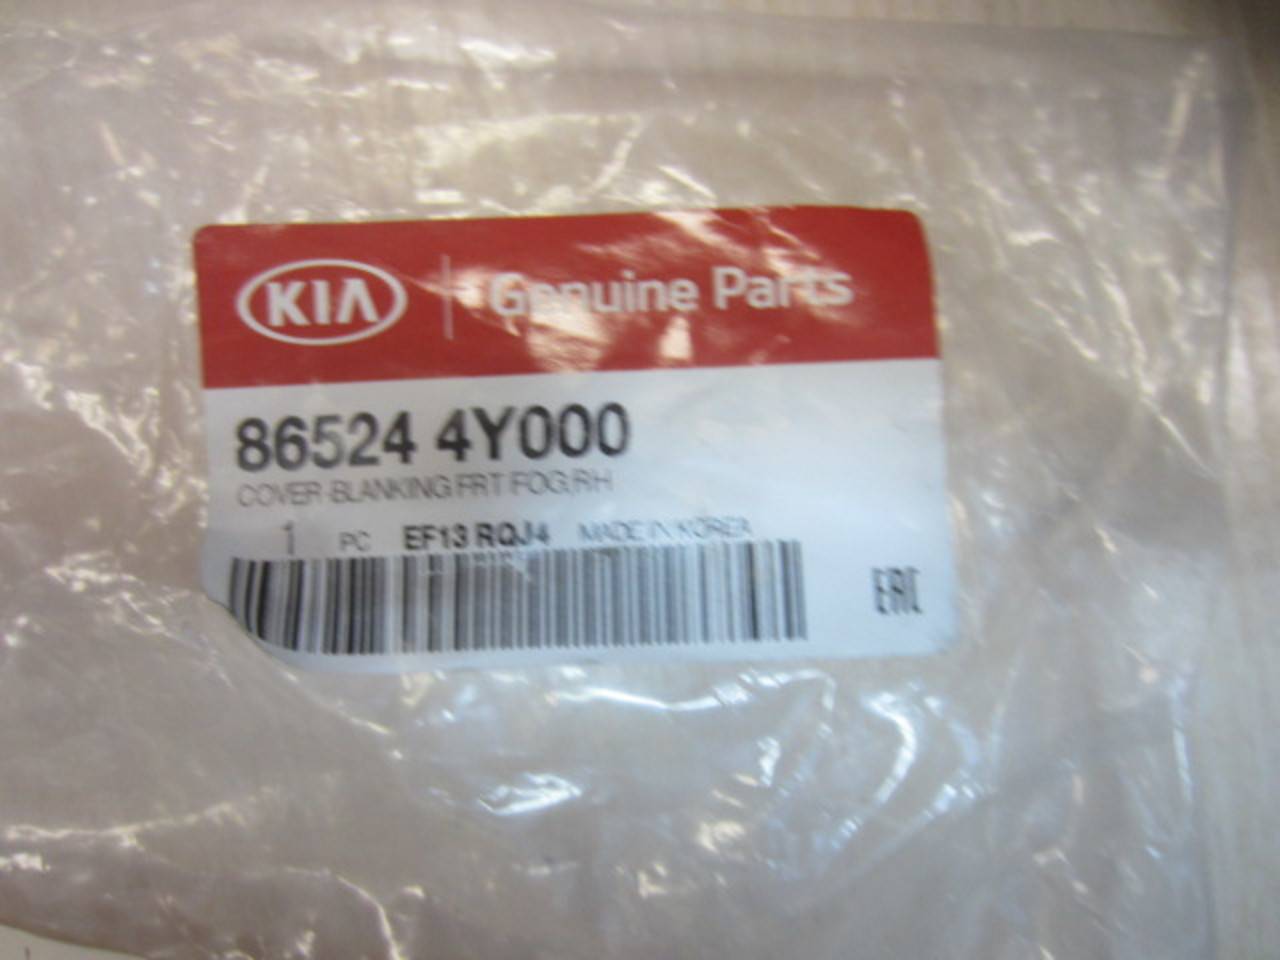 KIA Genuine Parts
86524 4Y000
COVER-BLANKING FRT FOG,RH
1 PC EF13 RQJ4 MADE IN KOREA
EAC